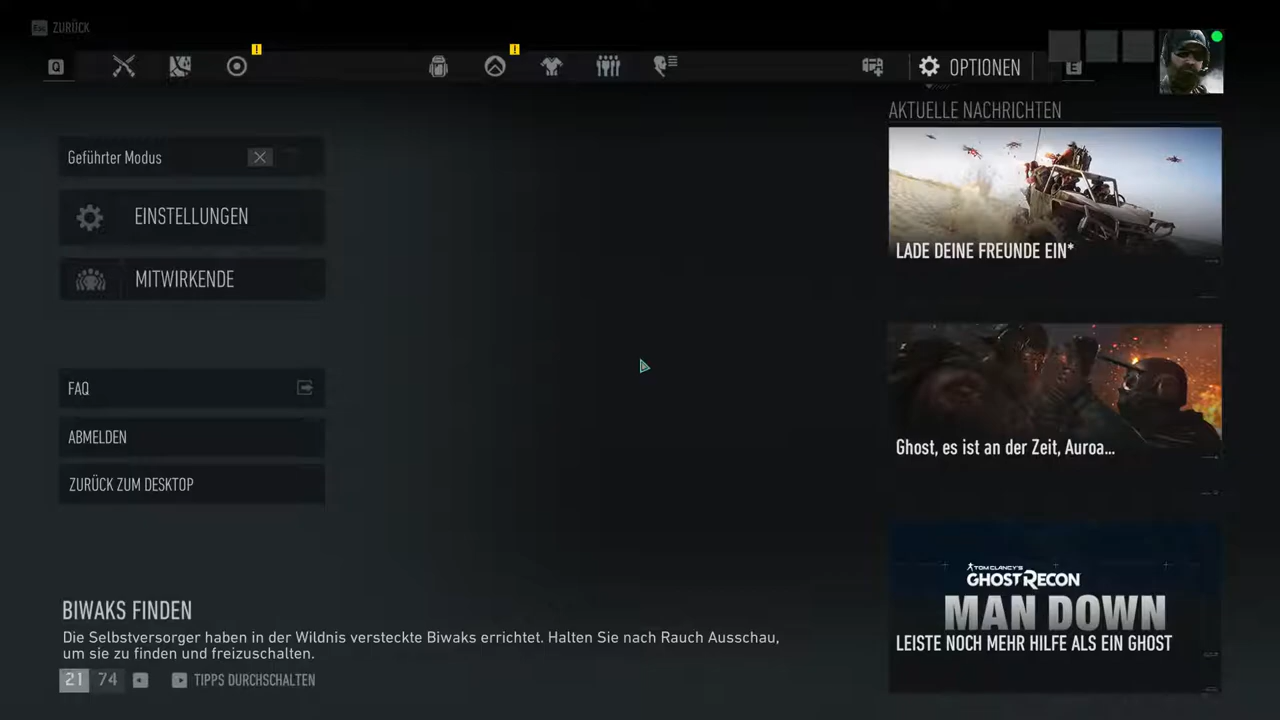 Esc ZURÜCK
!
!
Q
OPTIONEN
E
AKTUELLE NACHRICHTEN
Geführter Modus
LADE DEINE FREUNDE EIN*
EINSTELLUNGEN
MITWIRKENDE
FAQ
Ghost, es ist an der Zeit, Auroa...
ABMELDEN
ZURÜCK ZUM DESKTOP
TOM CLANCY'S
GHOST RECON
MAN DOWN
LEISTE NOCH MEHR HILFE ALS EIN GHOST
BIWAKS FINDEN
Die Selbstversorger haben in der Wildnis versteckte Biwaks errichtet. Halten Sie nach Rauch Ausschau,
um sie zu finden und freizuschalten.
21 74 TIPPS DURCHSCHALTEN